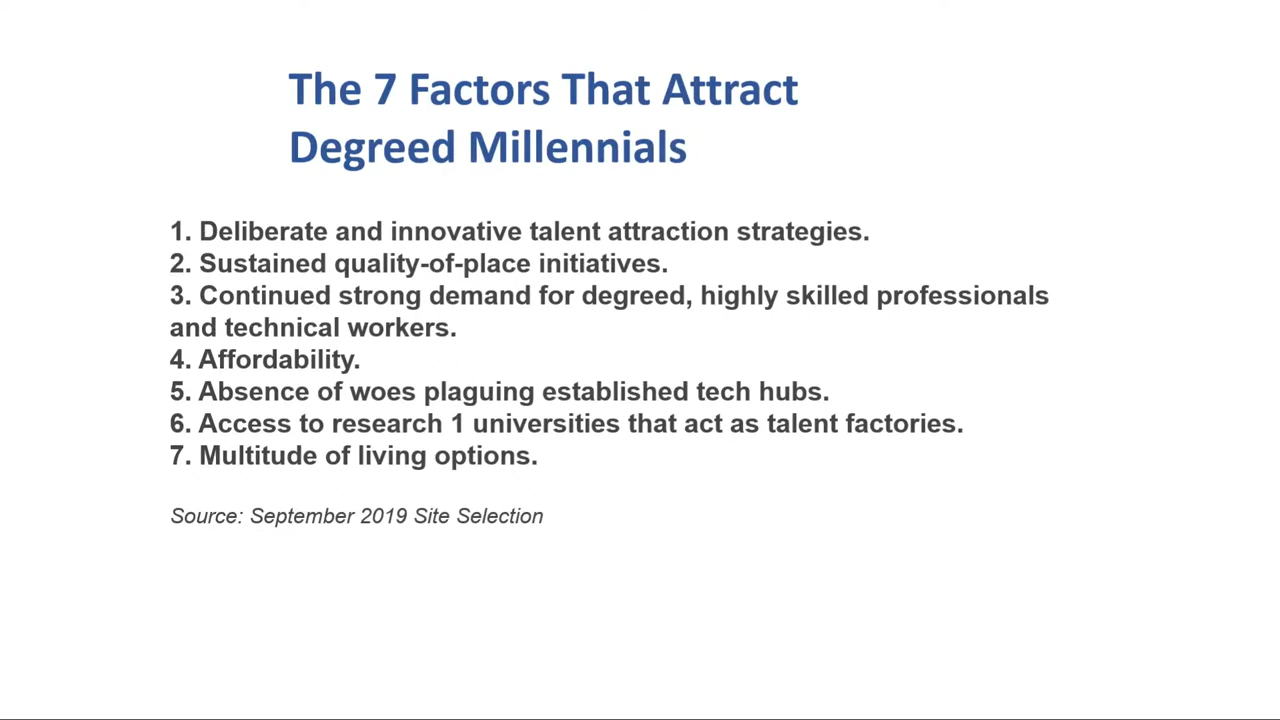 The 7 Factors That Attract
Degreed Millennials
1. Deliberate and innovative talent attraction strategies.
2. Sustained quality-of-place initiatives.
3. Continued strong demand for degreed, highly skilled professionals
and technical workers.
4. Affordability.
5. Absence of woes plaguing established tech hubs.
6. Access to research 1 universities that act as talent factories.
7. Multitude of living options.
Source: September 2019 Site Selection